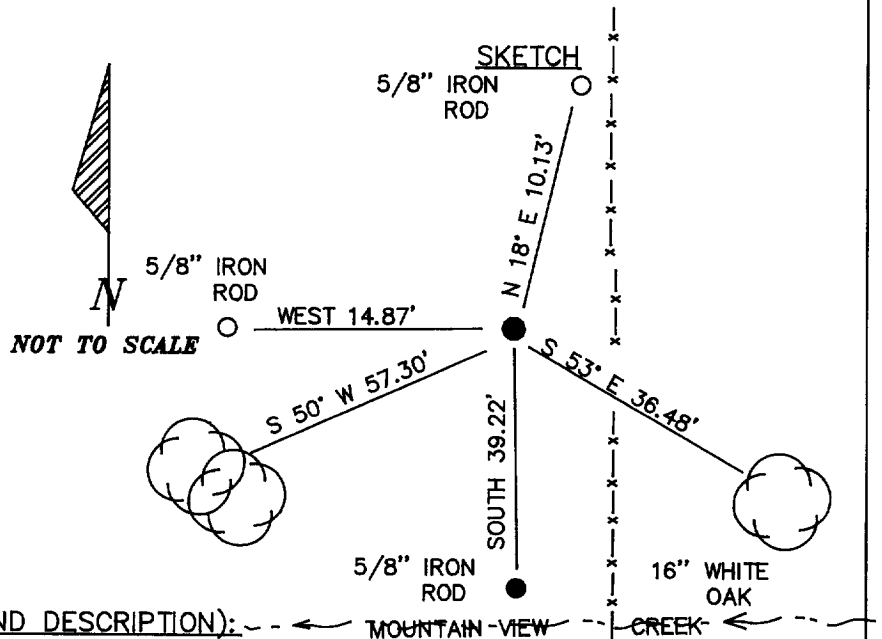 SKETCH
5/8" IRON
ROD
N 18° E 10.13'
5/8" IRON
ROD
N
NOT TO SCALE
WEST 14.87'
S 50° W 57.30'
S 53° E 36.48'
SOUTH 39.22'
5/8" IRON
ROD
16" WHITE
OAK
ND DESCRIPTION):
MOUNTAIN VIEW CREEK